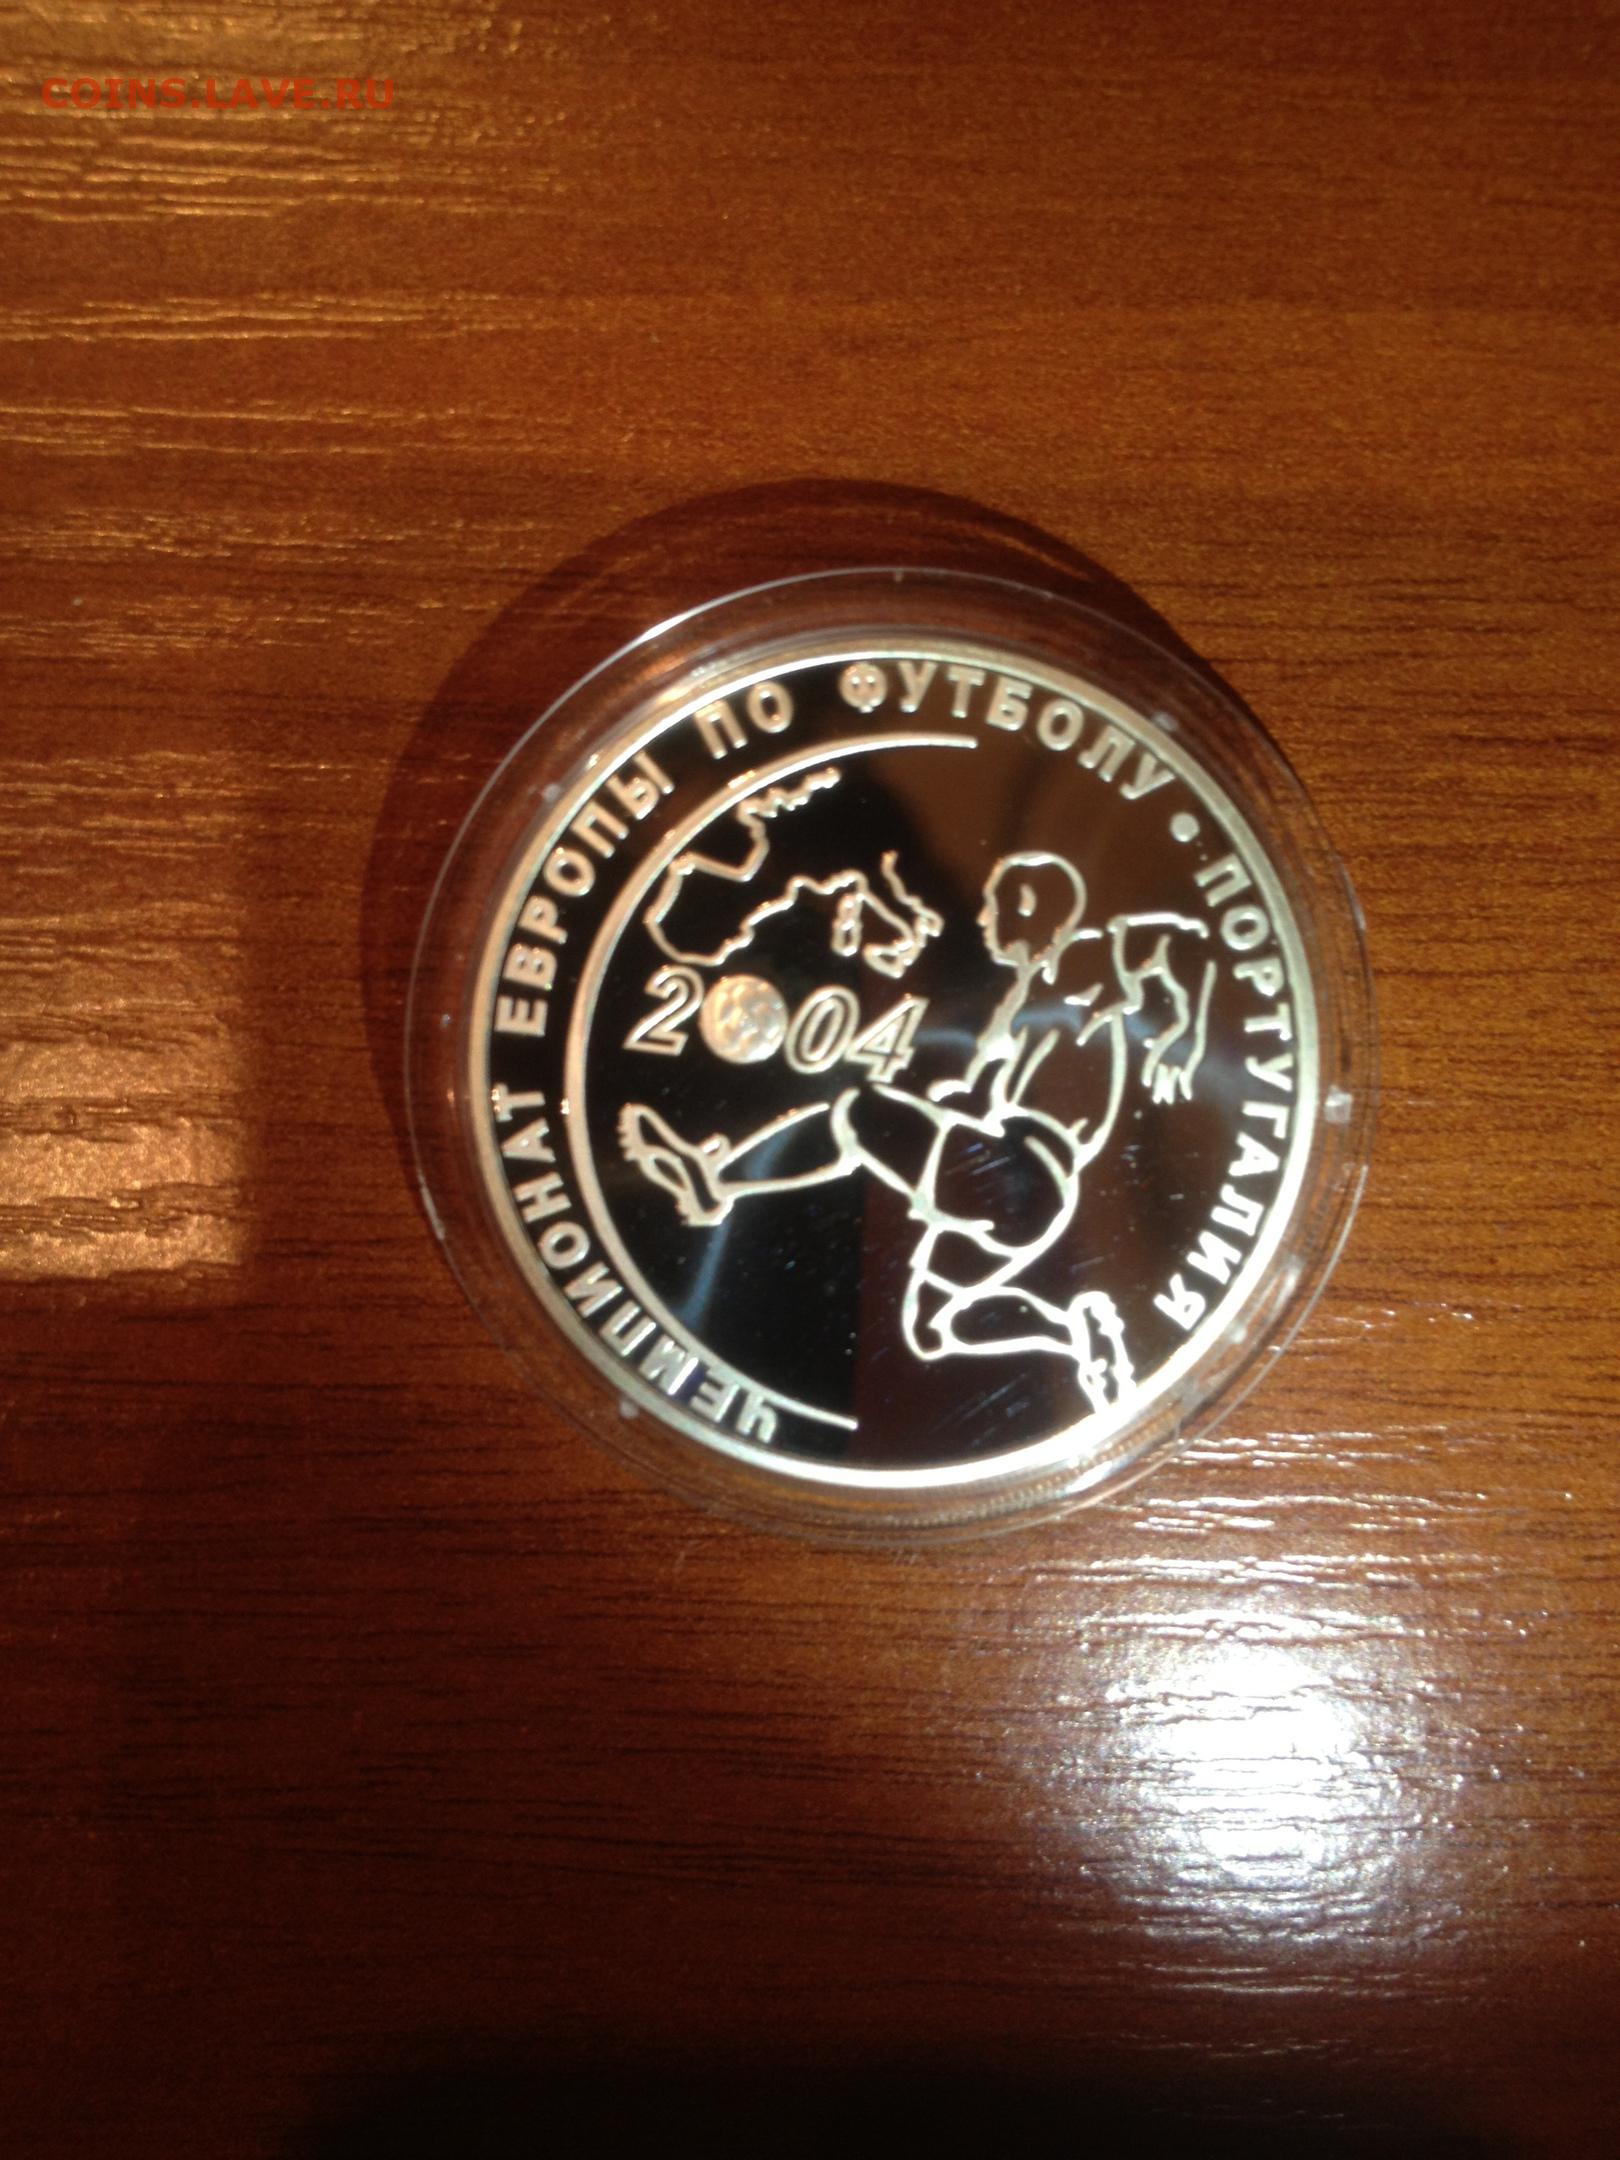 COINS.LAVE.RU
ЧЕМПИОНАТ ЕВРОПЫ ПО ФУТБОЛУ • ПОРТУГАЛИЯ
2004